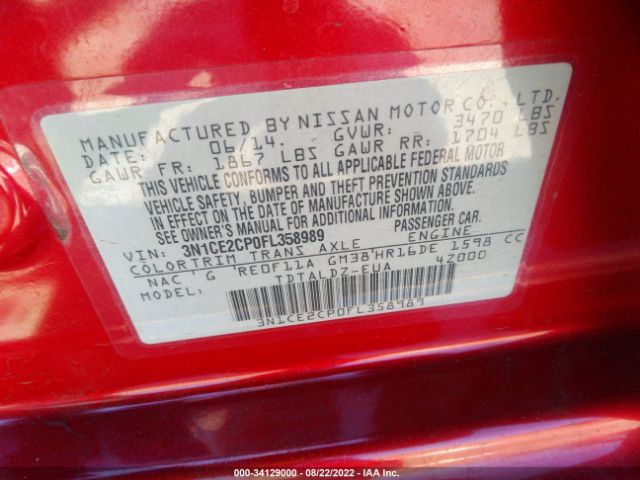 MANUFACTURED BY NISSAN MOTOR CO., LTD.
DATE: 06/14. GVWR: 3470 LBS
GAWR FR: 1867 LBS GAWR RR: 1704 LBS
THIS VEHICLE CONFORMS TO ALL APPLICABLE FEDERAL MOTOR
VEHICLE SAFETY, BUMPER AND THEFT PREVENTION STANDARDS
IN EFFECT ON THE DATE OF MANUFACTURE SHOWN ABOVE.
SEE OWNER'S MANUAL FOR ADDITIONAL INFORMATION.
VIN: 3N1CE2CP0FL358989 PASSENGER CAR.
COLOR TRIM TRANS AXLE ENGINE
NAC G RE0F11A GM38 HR16DE 1598 CC
MODEL: TDTALDZ-EUA 4Z000
3N1CE2CP0FL358989
000-34129000 - 08/22/2022 - IAA Inc.